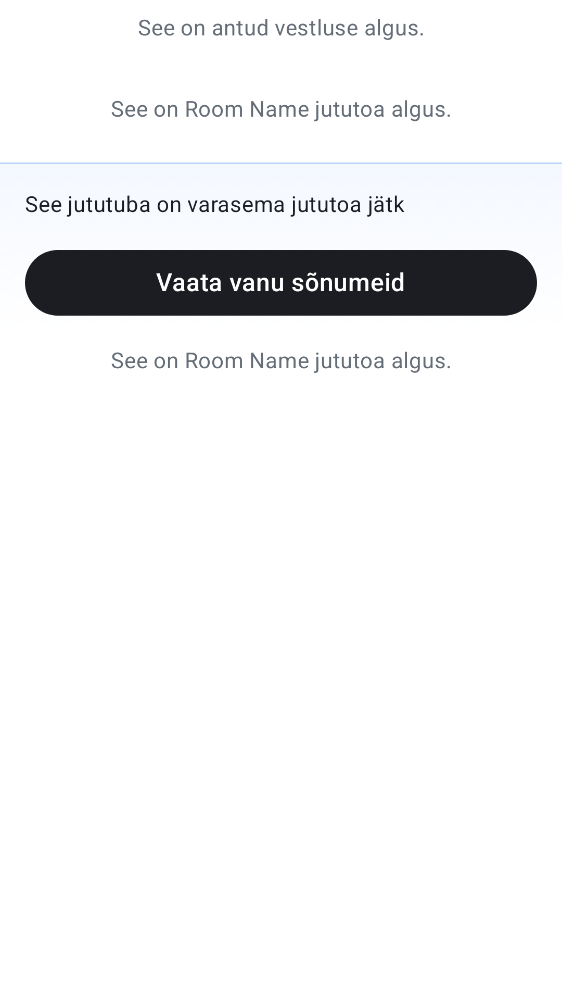 See on antud vestluse algus.
See on Room Name jututoa algus.
See jututuba on varasema jututoa jätk
Vaata vanu sõnumeid
See on Room Name jututoa algus.